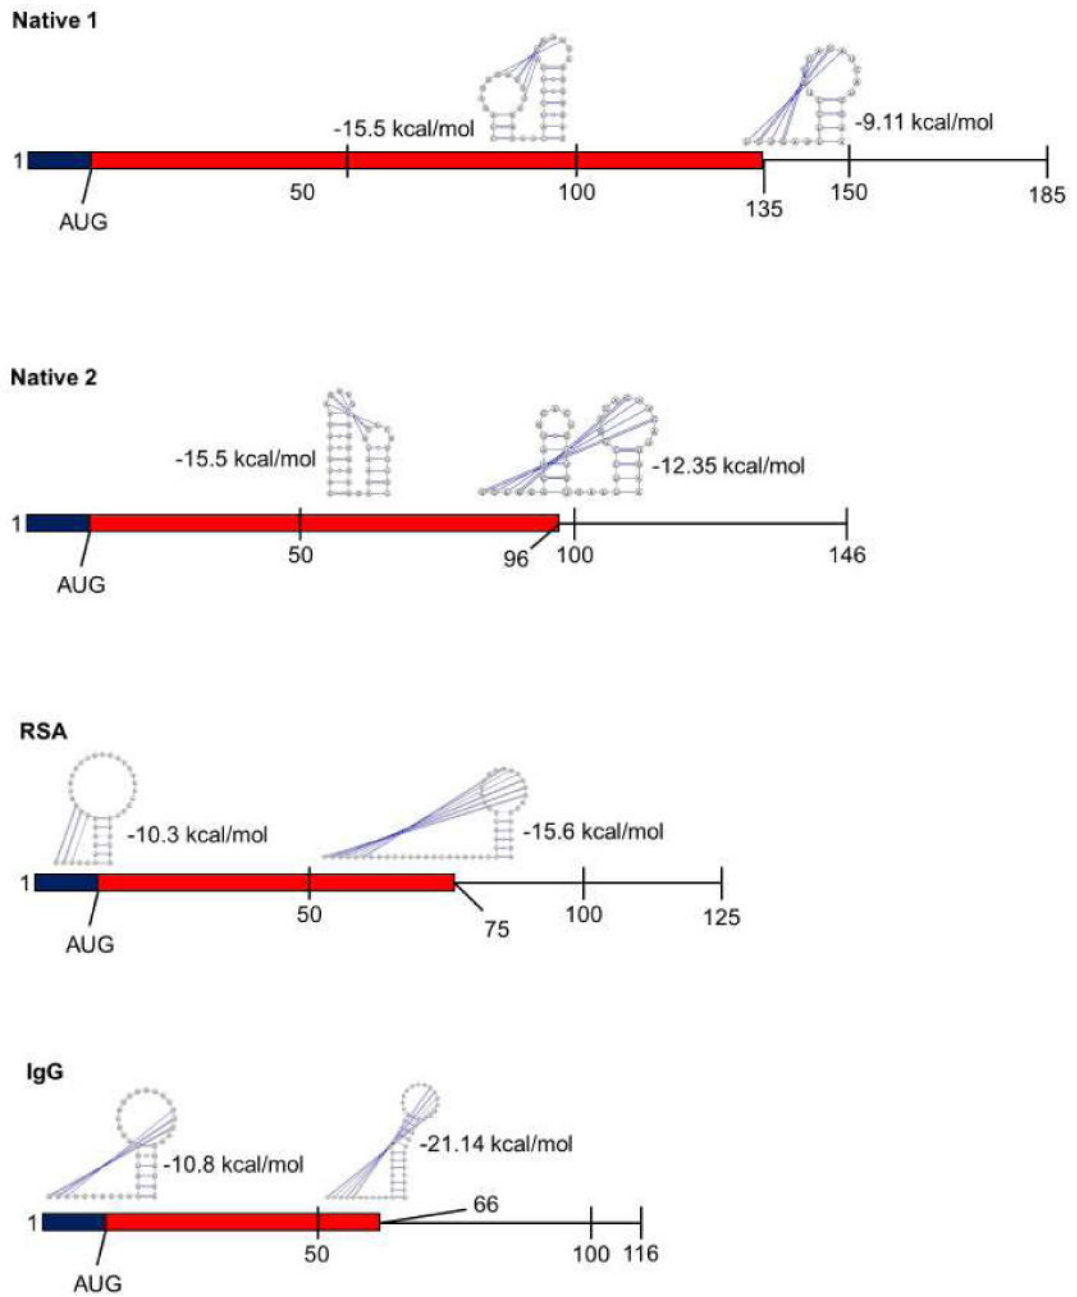 Native 1
-15.5 kcal/mol
-9.11 kcal/mol
1
50
100
135
150
185
AUG
Native 2
-15.5 kcal/mol
-12.35 kcal/mol
1
50
96
100
146
AUG
RSA
-10.3 kcal/mol
-15.6 kcal/mol
1
50
75
100
125
AUG
IgG
-10.8 kcal/mol
-21.14 kcal/mol
66
1
50
100
116
AUG